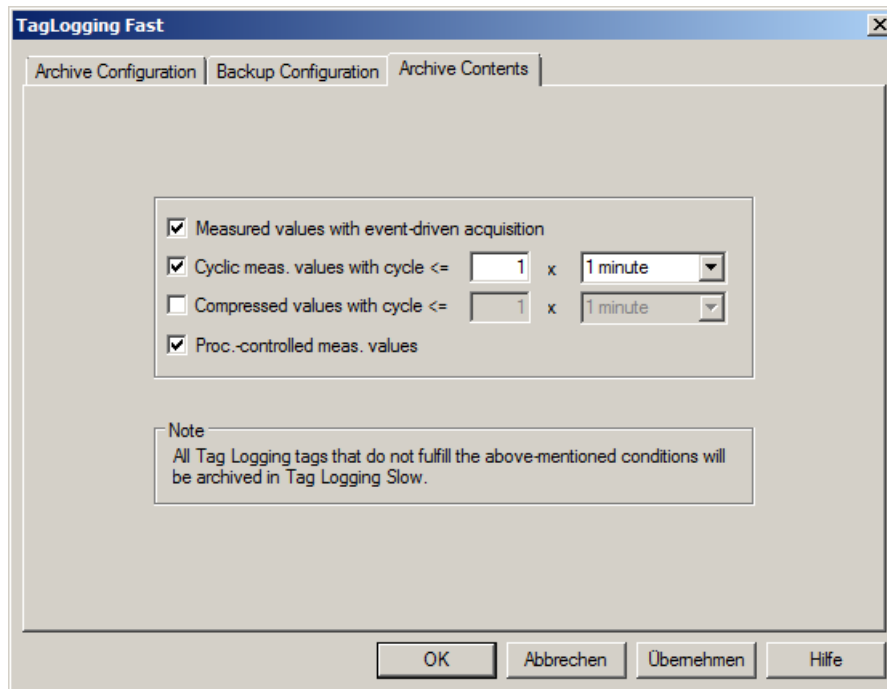 TagLogging Fast
Archive Configuration Backup Configuration Archive Contents
Measured values with event-driven acquisition
Cyclic meas. values with cycle <= 1 x 1 minute
Compressed values with cycle <= 1 x 1 minute
Proc.-controlled meas. values
Note
All Tag Logging tags that do not fulfill the above-mentioned conditions will
be archived in Tag Logging Slow.
OK Abbrechen Übernehmen Hilfe